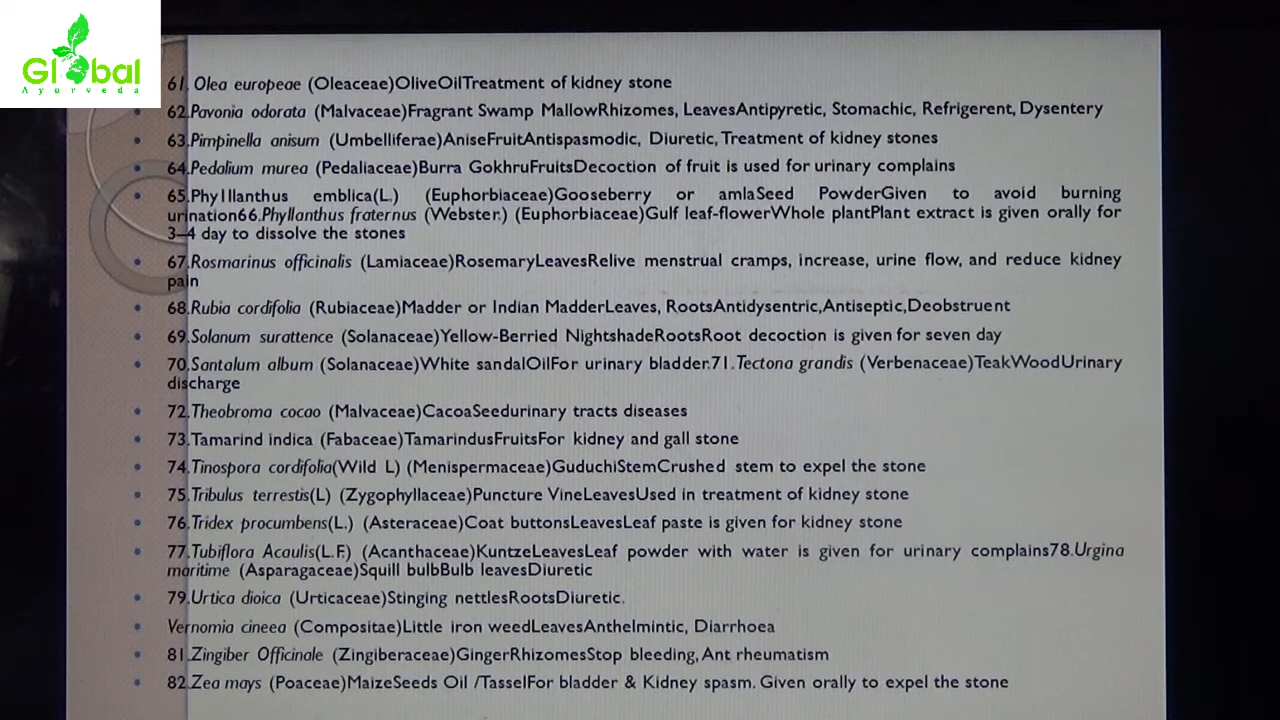 Global
Ayurveda
61. Olea europeae (Oleaceae)OliveOilTreatment of kidney stone
62.Pavonia odorata (Malvaceae)Fragrant Swamp MallowRhizomes, LeavesAntipyretic, Stomachic, Refrigerent, Dysentery
63.Pimpinella anisum (Umbelliferae)AniseFruitAntispasmodic, Diuretic, Treatment of kidney stones
64.Pedalium murea (Pedaliaceae)Burra GokhruFruitsDecoction of fruit is used for urinary complains
65.Phyllanthus emblica(L.) (Euphorbiaceae)Gooseberry or amlaSeed PowderGiven to avoid burning
urination66.Phyllanthus fraternus (Webster.) (Euphorbiaceae)Gulf leaf-flowerWhole plantPlant extract is given orally for
3–4 day to dissolve the stones
67.Rosmarinus officinalis (Lamiaceae)RosemaryLeavesRelive menstrual cramps, increase, urine flow, and reduce kidney
pain
68.Rubia cordifolia (Rubiaceae)Madder or Indian MadderLeaves, RootsAntidysentric,Antiseptic,Deobstruent
69.Solanum surattence (Solanaceae)Yellow-Berried NightshadeRootsRoot decoction is given for seven day
70.Santalum album (Solanaceae)White sandalOilFor urinary bladder.71.Tectona grandis (Verbenaceae)TeakWoodUrinary
discharge
72.Theobroma cocao (Malvaceae)CacoaSeedurinary tracts diseases
73.Tamarind indica (Fabaceae)TamarindusFruitsFor kidney and gall stone
74.Tinospora cordifolia(Wild L) (Menispermaceae)GuduchiStemCrushed stem to expel the stone
75.Tribulus terrestis(L) (Zygophyllaceae)Puncture VineLeavesUsed in treatment of kidney stone
76.Tridex procumbens(L.) (Asteraceae)Coat buttonsLeavesLeaf paste is given for kidney stone
77.Tubiflora Acaulis(L.F.) (Acanthaceae)KuntzeLeavesLeaf powder with water is given for urinary complains78.Urgina
maritime (Asparagaceae)Squill bulbBulb leavesDiuretic
79.Urtica dioica (Urticaceae)Stinging nettlesRootsDiuretic.
Vernomia cineea (Compositae)Little iron weedLeavesAnthelmintic, Diarrhoea
81.Zingiber Officinale (Zingiberaceae)GingerRhizomesStop bleeding,Ant rheumatism
82.Zea mays (Poaceae)MaizeSeeds Oil /TasselFor bladder & Kidney spasm. Given orally to expel the stone